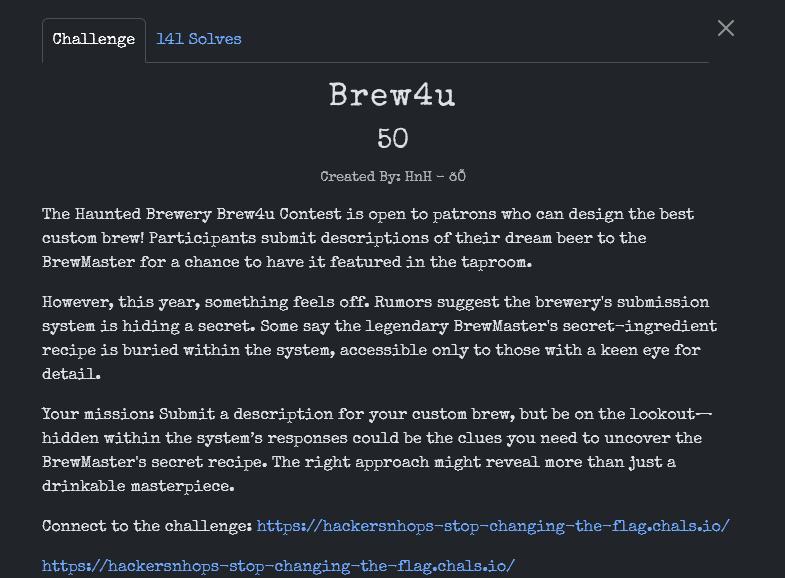 Challenge
141 Solves
Brew4u
50
Created By: HnH - ðŐ
The Haunted Brewery Brew4u Contest is open to patrons who can design the best
custom brew! Participants submit descriptions of their dream beer to the
BrewMaster for a chance to have it featured in the taproom.
However, this year, something feels off. Rumors suggest the brewery's submission
system is hiding a secret. Some say the legendary BrewMaster's secret-ingredient
recipe is buried within the system, accessible only to those with a keen eye for
detail.
Your mission: Submit a description for your custom brew, but be on the lookout—
hidden within the system’s responses could be the clues you need to uncover the
BrewMaster's secret recipe. The right approach might reveal more than just a
drinkable masterpiece.
Connect to the challenge: https://hackersnhops-stop-changing-the-flag.chals.io/
https://hackersnhops-stop-changing-the-flag.chals.io/